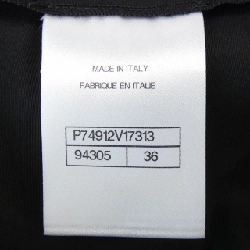 MADE IN ITALY
FABRIQUE EN ITALIE
P74912V17313
94305 36